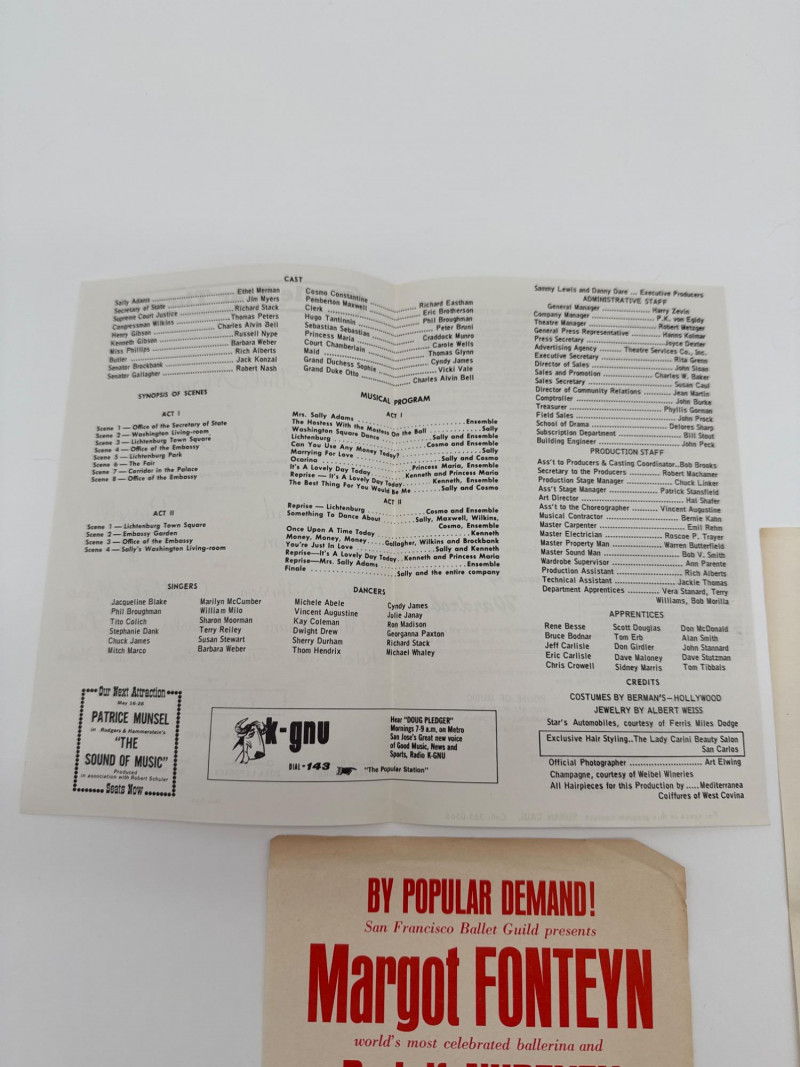 CAST
Sally Adams ........ Ethel Merman
Secretary of State ........ Jim Myers
Supreme Court Justice ........ Richard Stack
Congressman Wilkins ........ Thomas Peters
Henry Gibson ........ Charles Alvin Bell
Kenneth Gibson ........ Russell Nype
Miss Phillips ........ Barbara Weber
Butler ........ Rich Alberts
Senator Brockbank ........ Jack Konzal
Senator Gallagher ........ Robert Nash
Cosmo Constantine ........ Richard Eastham
Pemberton Maxwell ........ Eric Brotherson
Clerk ........ Phil Broughman
Hugo Tantinnin ........ Peter Bruni
Sebastian Sebastian ........ Craddock Munro
Princess Maria ........ Carole Wells
Court Chamberlain ........ Thomas Glynn
Maid ........ Cyndy Janes
Grand Duchess Sophie ........ Vicki Vale
Grand Duke Otto ........ Charles Alvin Bell
SYNOPSIS OF SCENES
ACT I
Scene 1 — Office of the Secretary of State
Scene 2 — Washington Living-room
Scene 3 — Lichtenburg Town Square
Scene 4 — Office of the Embassy
Scene 5 — Lichtenburg Park
Scene 6 — The Fair
Scene 7 — Corridor in the Palace
Scene 8 — Office of the Embassy
ACT II
Scene 1 — Lichtenburg Town Square
Scene 2 — Embassy Garden
Scene 3 — Office of the Embassy
Scene 4 — Sally's Washington Living-room
MUSICAL PROGRAM
ACT I
Mrs. Sally Adams ........ Ensemble
The Hostess With the Mostess On the Ball ........ Sally
Washington Square Dance ........ Sally and Ensemble
Lichtenburg ........ Cosmo and Ensemble
Can You Use Any Money Today? ........ Sally
Marrying For Love ........ Sally and Cosmo
Ocarina ........ Princess Maria, Ensemble
It's A Lovely Day Today ........ Kenneth and Princess Maria
Reprise — It's A Lovely Day Today ........ Kenneth, Ensemble
The Best Thing For You Would Be Me ........ Sally and Cosmo
ACT II
Reprise — Lichtenburg ........ Cosmo and Ensemble
Something To Dance About ........ Sally, Maxwell, Wilkins,
Cosmo, Ensemble
Once Upon A Time Today ........ Kenneth
Money, Money, Money ..... Gallagher, Wilkins and Brockbank
You're Just In Love ........ Sally and Kenneth
Reprise—It's A Lovely Day Today .. Kenneth and Princess Maria
Reprise—Mrs. Sally Adams ........ Ensemble
Finale ........ Sally and the entire company
SINGERS
Jacqueline Blake
Phil Broughman
Tito Colich
Stephanie Dank
Chuck James
Mitch Marco
Marilyn McCumber
William Milo
Sharon Moorman
Terry Reiley
Susan Stewart
Barbara Weber
DANCERS
Michele Abele
Vincent Augustine
Kay Coleman
Dwight Drew
Sherry Durham
Thom Hendrix
Cyndy James
Julie Janay
Ron Madison
Georganna Paxton
Richard Stack
Michael Whaley
Our Next Attraction
May 16-28
PATRICE MUNSEL
in Rodgers & Hammerstein's
"THE
SOUND OF MUSIC"
Produced
in association with Robert Schuler
Seats Now
k-gnu
DIAL • 143
Hear "DOUG PLEDGER"
Mornings 7-9 a.m. on Metro
San Jose's Great new voice
of Good Music, News and
Sports, Radio K-GNU
"The Popular Station"
Sammy Lewis and Danny Dare ... Executive Producers
ADMINISTRATIVE STAFF
General Manager ........ Harry Zevin
Company Manager ........ P.K. von Egidy
Theatre Manager ........ Robert Metzger
General Press Representative ........ Hanns Kolmar
Press Secretary ........ Joyce Dexter
Advertising Agency ........ Theatre Services Co., Inc.
Executive Secretary ........ Rita Grenn
Director of Sales ........ John Sloan
Sales and Promotion ........ Charles W. Baker
Sales Secretary ........ Susan Caul
Director of Community Relations ........ Jean Martin
Comptroller ........ John Burke
Treasurer ........ Phyllis Gorman
Field Sales ........ John Prock
School of Drama ........ Delores Sharp
Subscription Department ........ Bill Stout
Building Engineer ........ John Peck
PRODUCTION STAFF
Ass't to Producers & Casting Coordinator..Bob Brooks
Secretary to the Producers ........ Robert Machamer
Production Stage Manager ........ Chuck Linker
Ass't Stage Manager ........ Patrick Stansfield
Art Director ........ Hal Shafer
Ass't to the Choreographer ........ Vincent Augustine
Musical Contractor ........ Bernie Kahn
Master Carpenter ........ Emil Rehm
Master Electrician ........ Roscoe P. Trayer
Master Property Man ........ Warren Butterfield
Master Sound Man ........ Bob V. Smith
Wardrobe Supervisor ........ Ann Parente
Production Assistant ........ Rich Alberts
Technical Assistant ........ Jackie Thomas
Department Apprentices ........ Vera Stanard, Terry
Williams, Bob Morilla
APPRENTICES
Rene Besse
Bruce Bodnar
Jeff Carlisle
Eric Carlisle
Chris Crowell
Scott Douglas
Tom Erb
Don Girdler
Dave Maloney
Sidney Marris
Don McDonald
Alan Smith
John Stannard
Dave Stutzman
Tom Tibbals
CREDITS
COSTUMES BY BERMAN'S—HOLLYWOOD
JEWELRY BY ALBERT WEISS
Star's Automobiles, courtesy of Ferris Miles Dodge
Exclusive Hair Styling..The Lady Carini Beauty Salon
San Carlos
Official Photographer ........ Art Elwing
Champagne, courtesy of Weibel Wineries
All Hairpieces for this Production by .....Mediterranea
Coiffures of West Covina
BY POPULAR DEMAND!
San Francisco Ballet Guild presents
Margot FONTEYN
world's most celebrated ballerina and